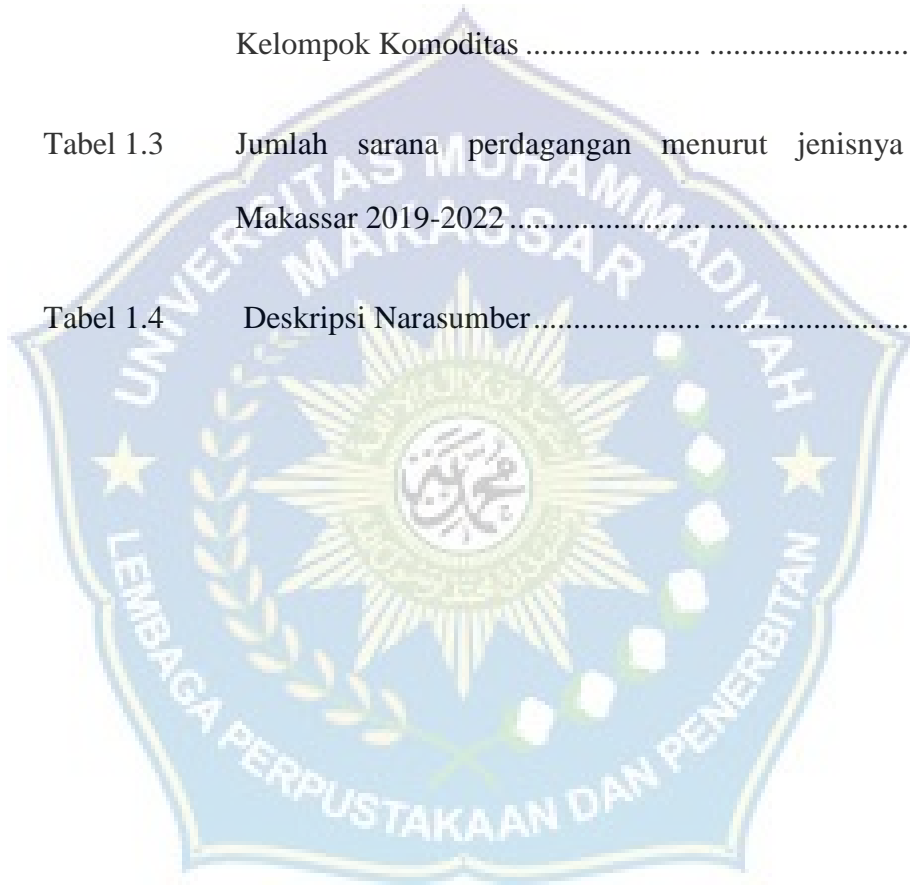 Kelompok Komoditas ...................... ........................
Tabel 1.3 Jumlah sarana perdagangan menurut jenisnya
Makassar 2019-2022 ...................... ........................
Tabel 1.4 Deskripsi Narasumber .................... ........................
UNIVERSITAS MUHAMMADIYAH
MAKASSAR
LEMBAGA PERPUSTAKAAN DAN PENERBITAN